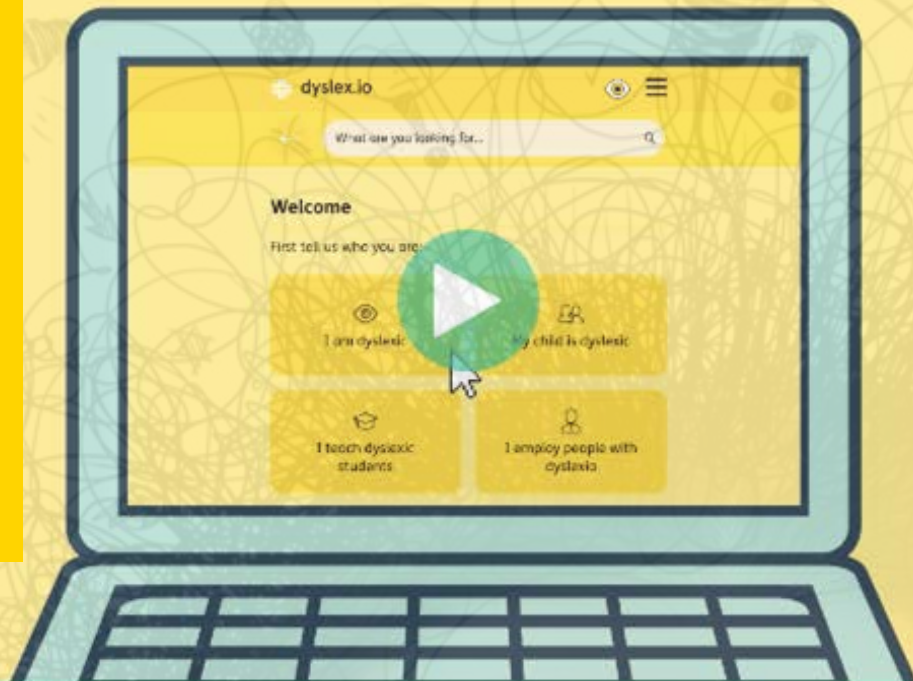 dyslex.io
What are you looking for...
Welcome
First tell us who you are:
I am dyslexic
My child is dyslexic
I teach dyslexic
students
I employ people with
dyslexia